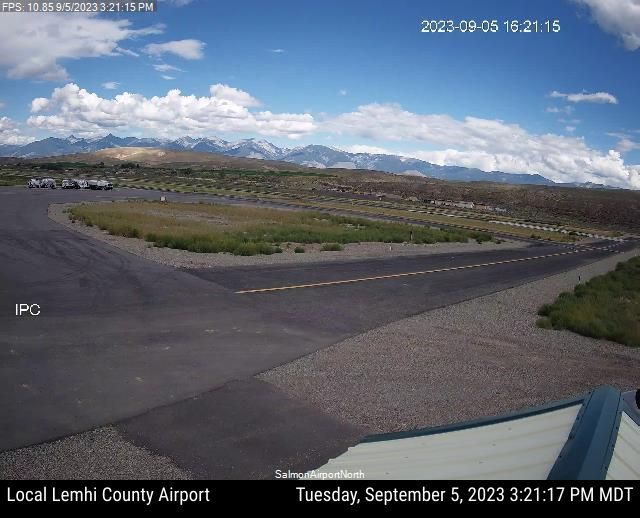 FPS: 10.85 9/5/2023 3:21:15 PM
2023-09-05 16:21:15
IPC
SalmonAirportNorth
Local Lemhi County Airport
Tuesday, September 5, 2023 3:21:17 PM MDT